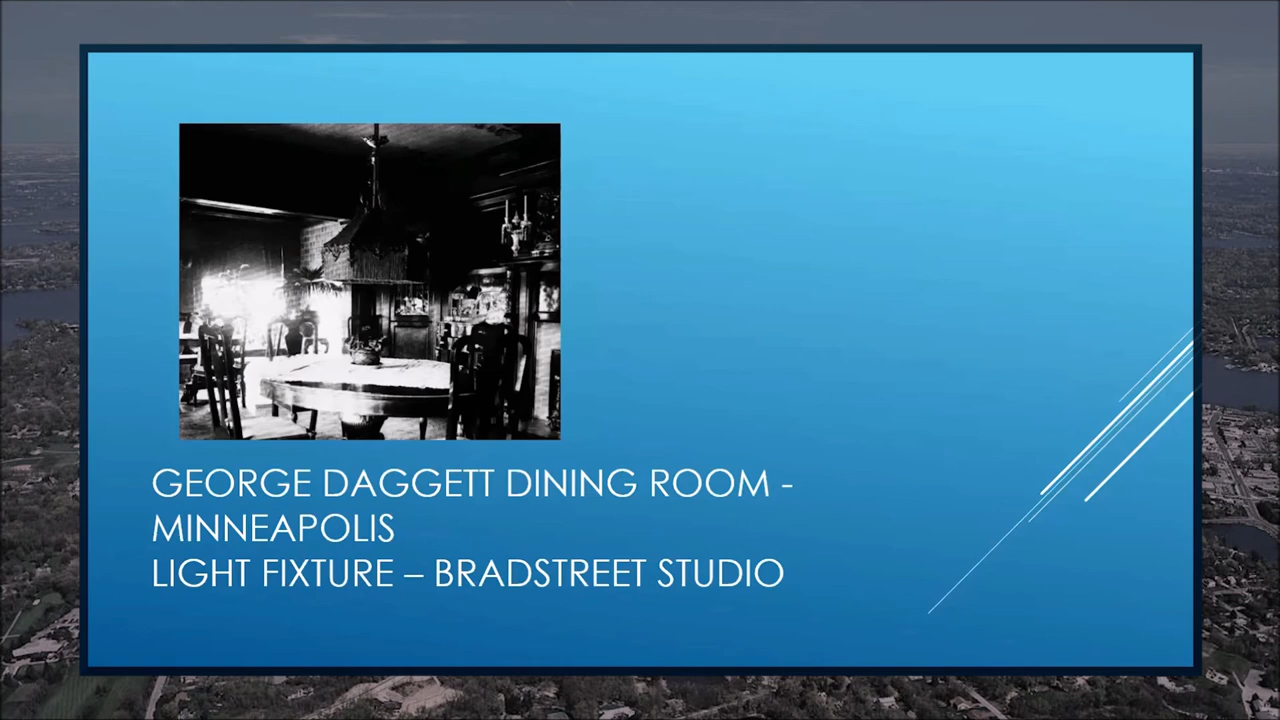 GEORGE DAGGETT DINING ROOM -
MINNEAPOLIS
LIGHT FIXTURE – BRADSTREET STUDIO